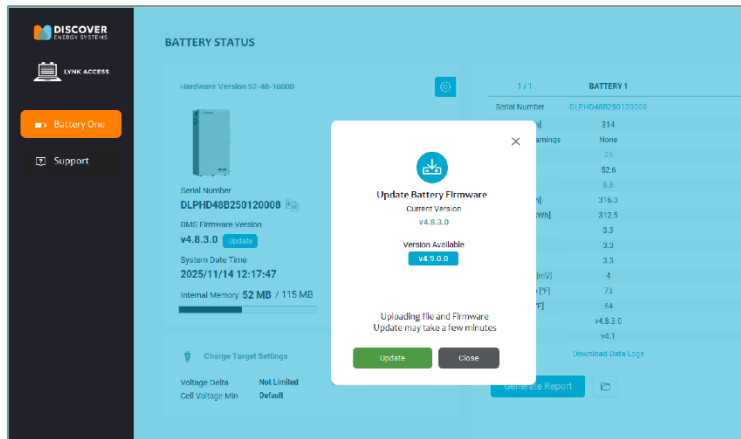 DISCOVER
ENERGY SYSTEMS
LYNK ACCESS
Battery One
Support
BATTERY STATUS
Hardware Version 52-48-16000
Serial Number
DLPHD48B250120008
BMS Firmware Version
v4.8.3.0 Update
System Date Time
2025/11/14 12:17:47
Internal Memory 52 MB / 115 MB
Charge Target Settings
Voltage Delta Not Limited
Cell Voltage Min Default
Update Battery Firmware
Current Version
v4.8.3.0
Version Available
v4.9.0.0
Uploading file and Firmware
Update may take a few minutes
Update Close
1 / 1 BATTERY 1
Serial Number DLPHD48B250120008
314
None
52.6
316.3
312.5
3.3
3.3
3.3
[mV] 4
[°F] 73
64
v4.8.3.0
v4.1
Download Data Logs
Generate Report